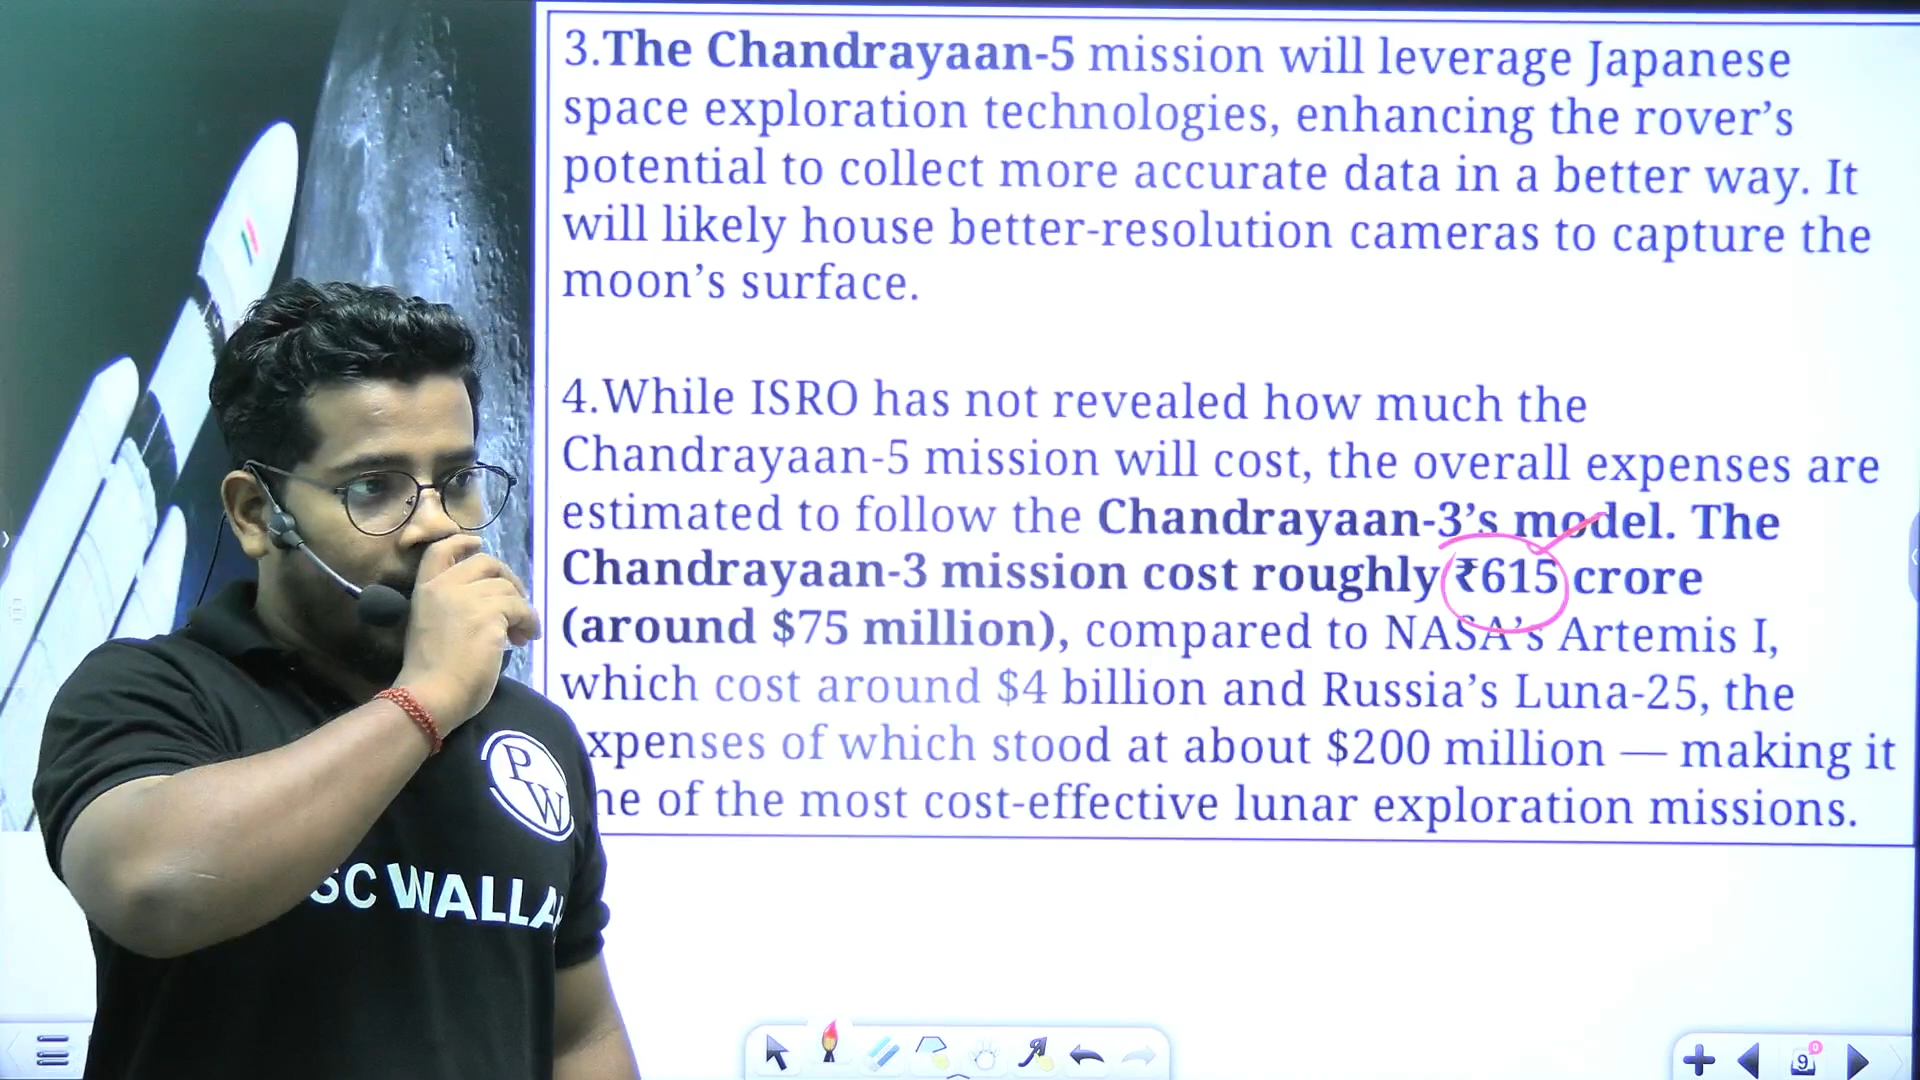 3.The Chandrayaan-5 mission will leverage Japanese
space exploration technologies, enhancing the rover's
potential to collect more accurate data in a better way. It
will likely house better-resolution cameras to capture the
moon's surface.
4.While ISRO has not revealed how much the
Chandrayaan-5 mission will cost, the overall expenses are
estimated to follow the Chandrayaan-3's model. The
Chandrayaan-3 mission cost roughly ₹615 crore
(around $75 million), compared to NASA's Artemis I,
which cost around $4 billion and Russia's Luna-25, the
xpenses of which stood at about $200 million — making it
ne of the most cost-effective lunar exploration missions.
PW
SC WALLA
9
0